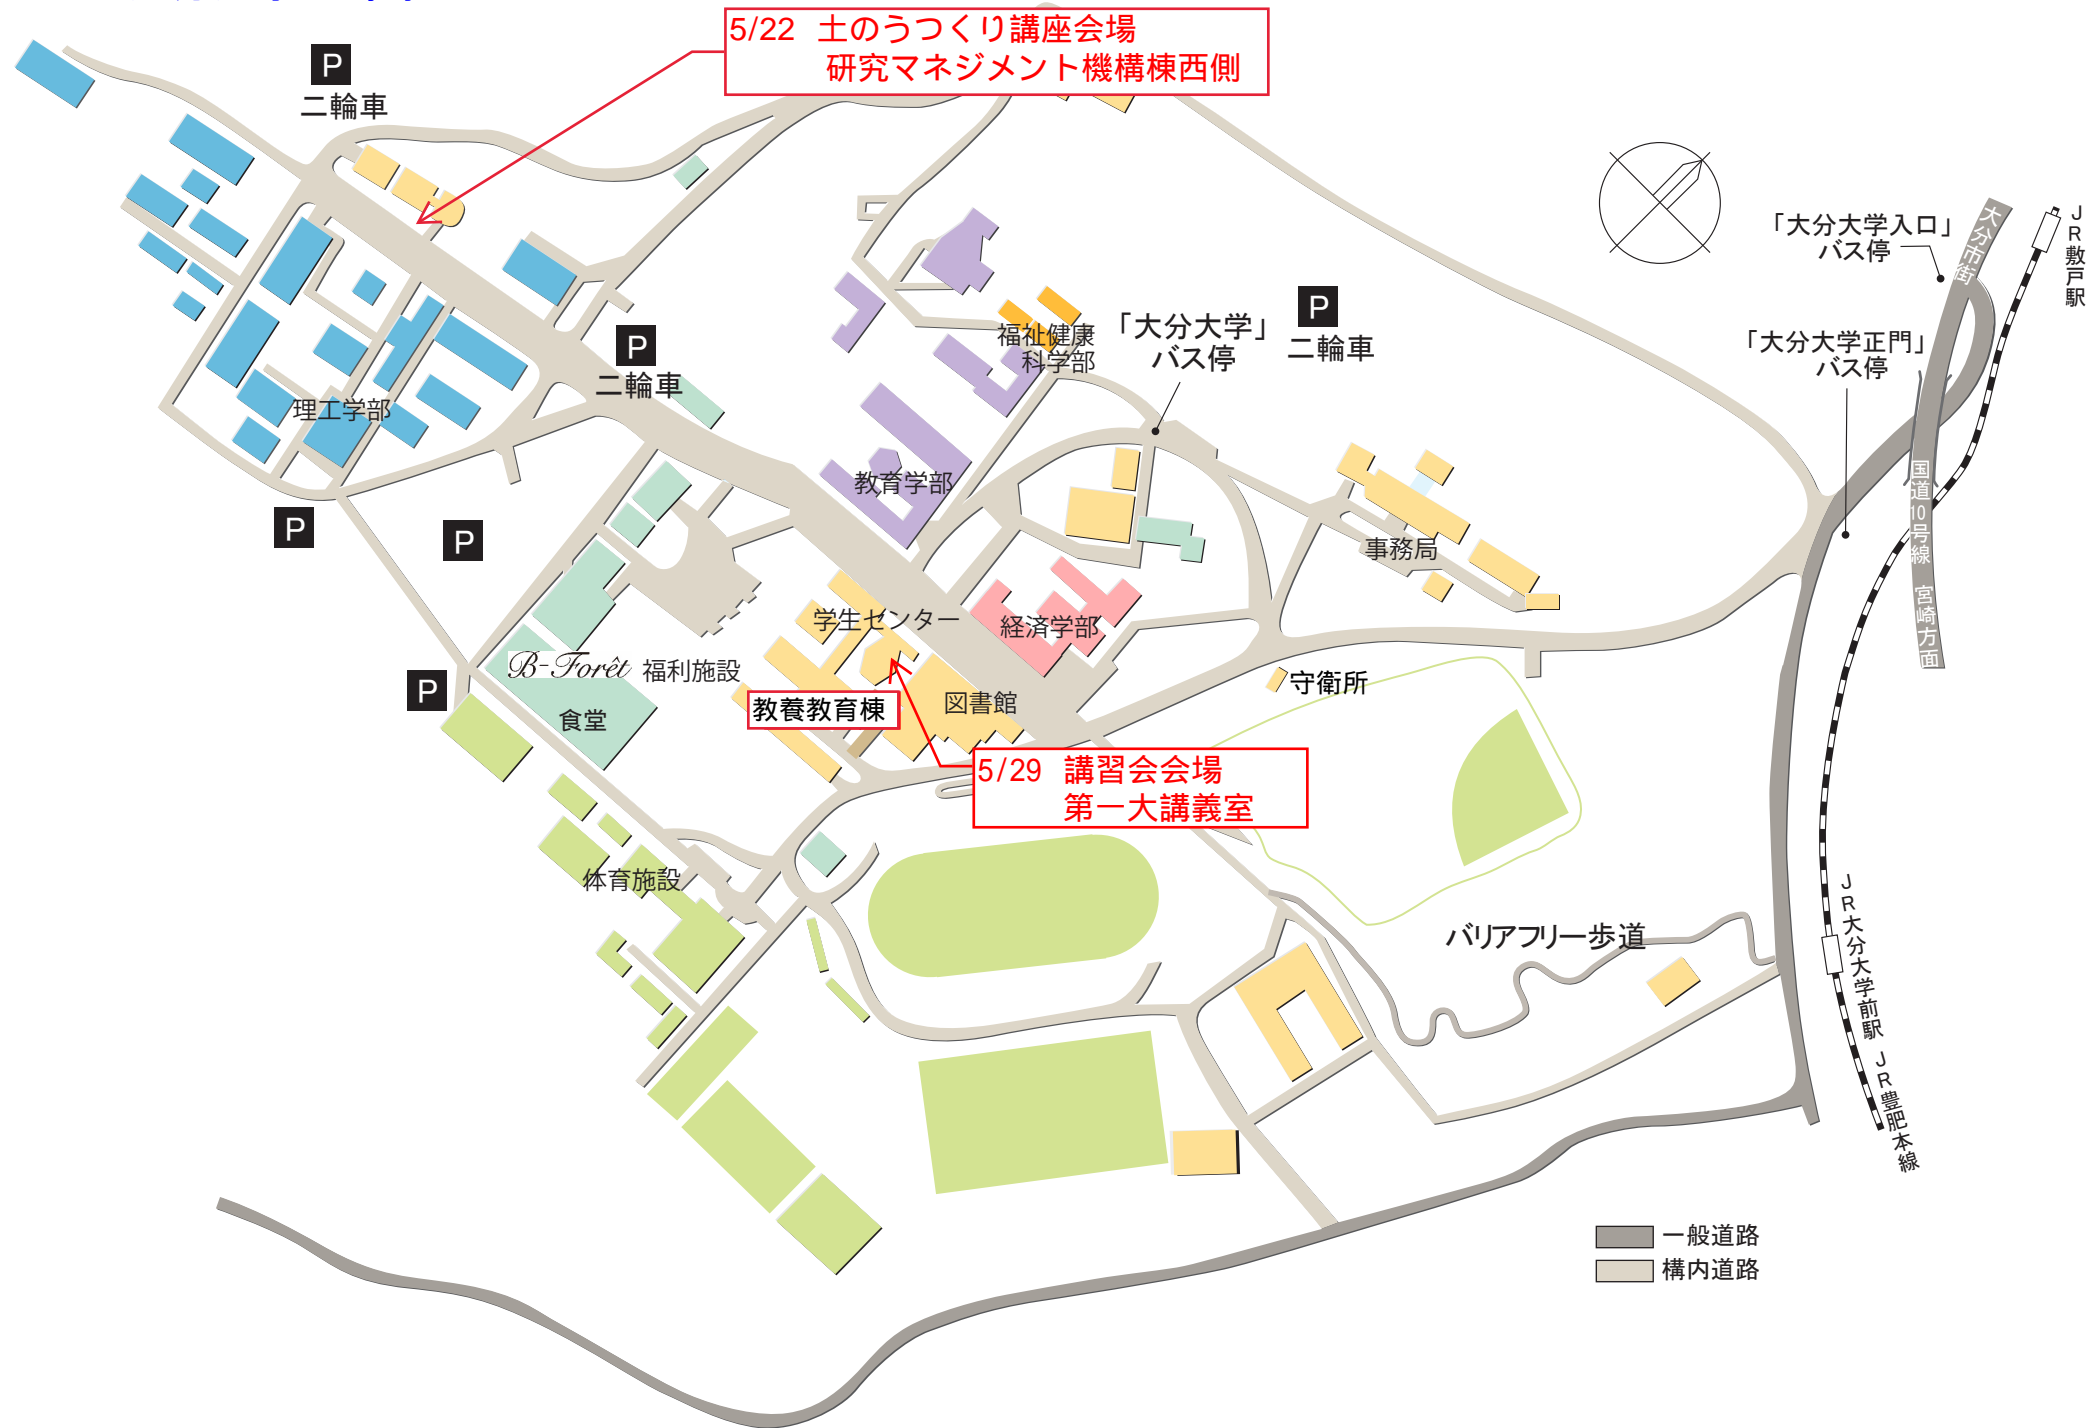 5/22 土のうつくり講座会場
研究マネジメント機構棟西側
P
二輪車
「大分大学入口」
バス停
大分市街
JR敷戸駅
P
二輪車
「大分大学」
バス停
福祉健康
科学部
P
二輪車
「大分大学正門」
バス停
理工学部
教育学部
国道10号線 宮崎方面
P
P
事務局
学生センター
経済学部
B-Forêt 福利施設
P
食堂
教養教育棟
図書館
守衛所
5/29 講習会会場
第一大講義室
体育施設
バリアフリー歩道
JR大分大学前駅
JR豊肥本線
一般道路
構内道路